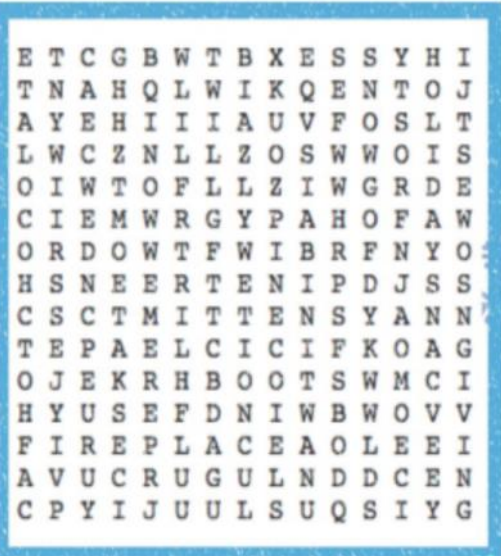 E T C G B W T B X E S S Y H I
T N A H Q L W I K Q E N T O J
A Y E H I I I A U V F O S L T
L W C Z N L L Z O S W W O I S
O I W T O F L L Z I W G R D E
C I E M W R G Y P A H O F A W
O R D O W T F W I B R F N Y O
H S N E E R T E N I P D J S S
C S C T M I T T E N S Y A N N
T E P A E L C I C I F K O A G
O J E K R H B O O T S W M C I
H Y U S E F D N I W B W O V V
F I R E P L A C E A O L E E I
A V U C R U G U L N D D C E N
C P Y I J U U L S U Q S I Y G